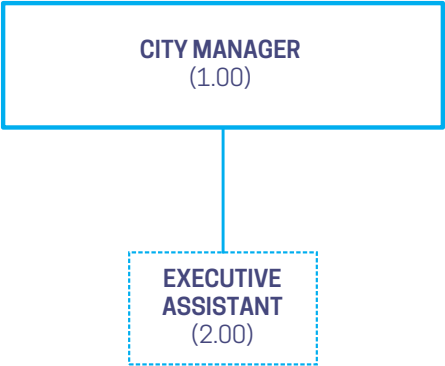 CITY MANAGER
(1.00)
EXECUTIVE
ASSISTANT
(2.00)